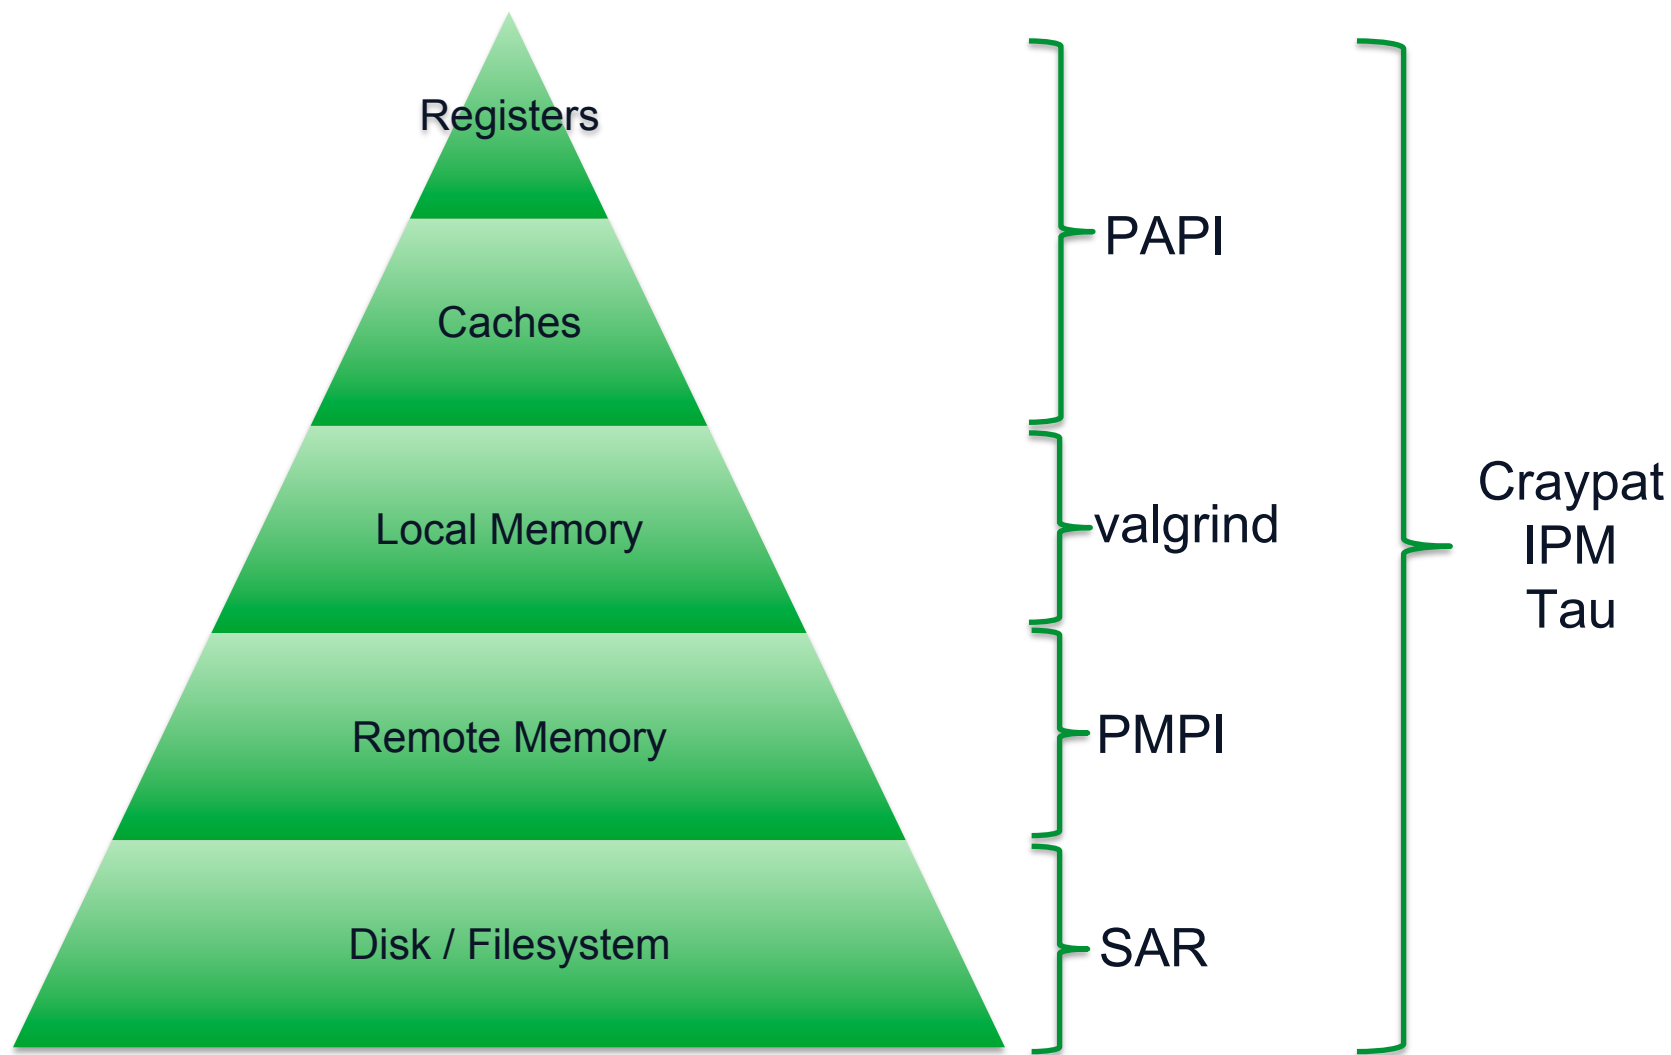 Registers
Caches
Local Memory
Remote Memory
Disk / Filesystem
PAPI
valgrind
PMPI
SAR
Craypat
IPM
Tau